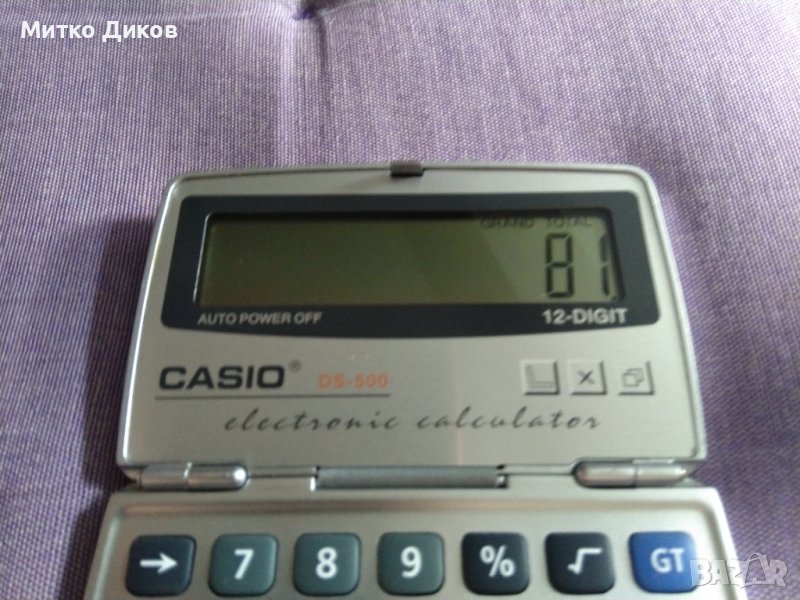 Митко Диков
GRAND TOTAL
81.
AUTO POWER OFF
12-DIGIT
CASIO® DS-500
electronic calculator
→ 7 8 9 % √ GT
BAZAR